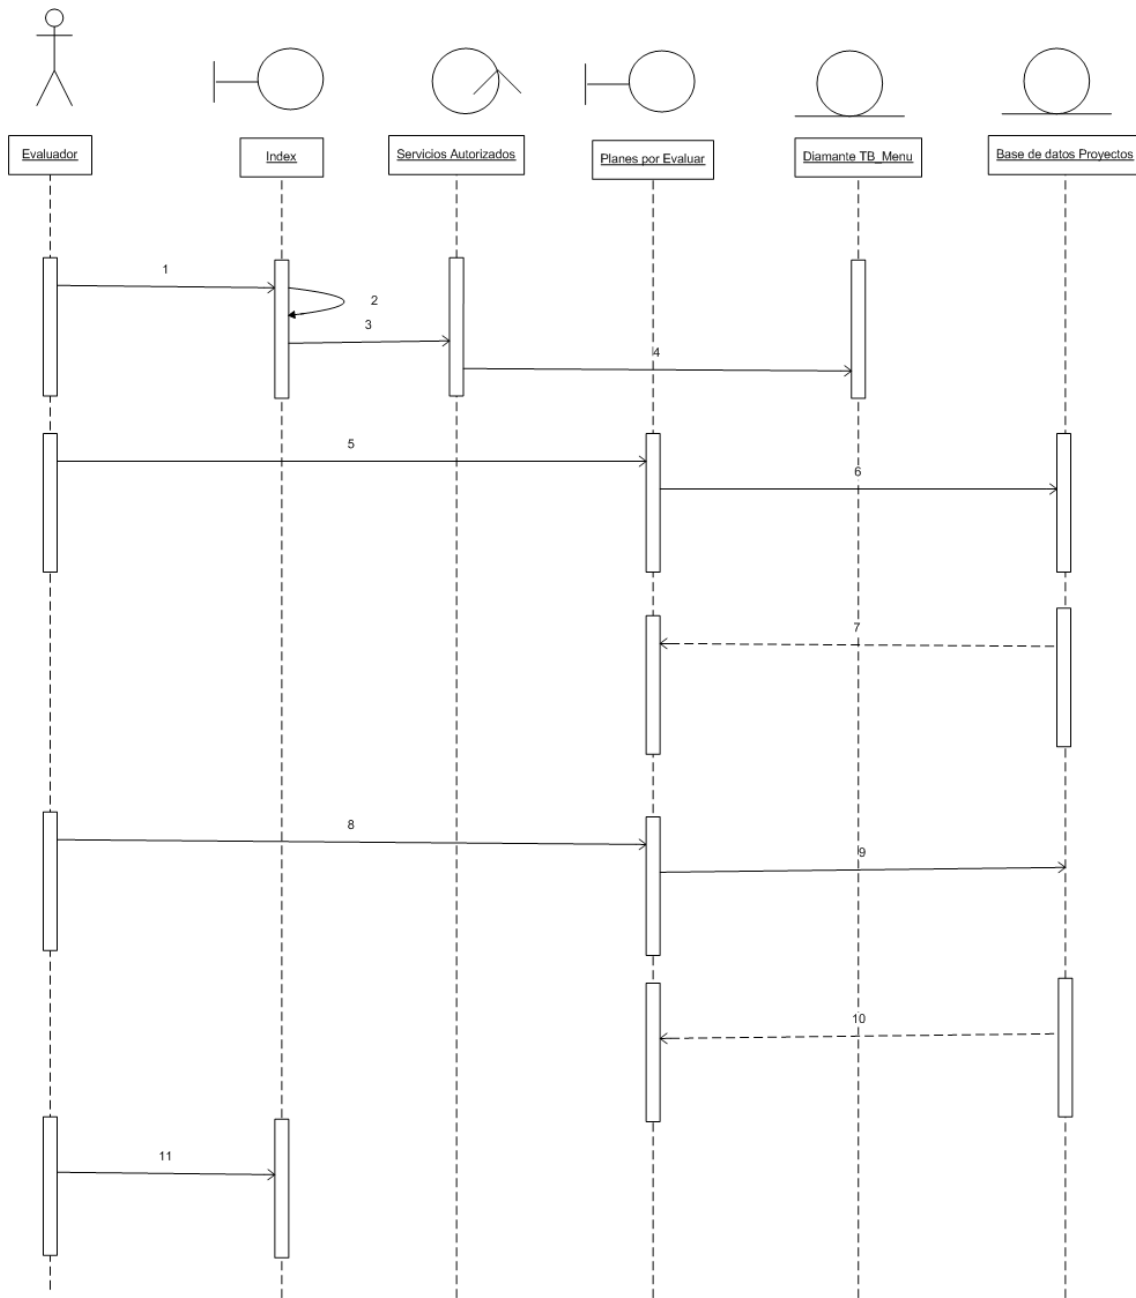 Evaluador
Index
Servicios Autorizados
Planes por Evaluar
Diamante TB_Menu
Base de datos Proyectos
1
2
3
4
5
6
7
8
9
10
11